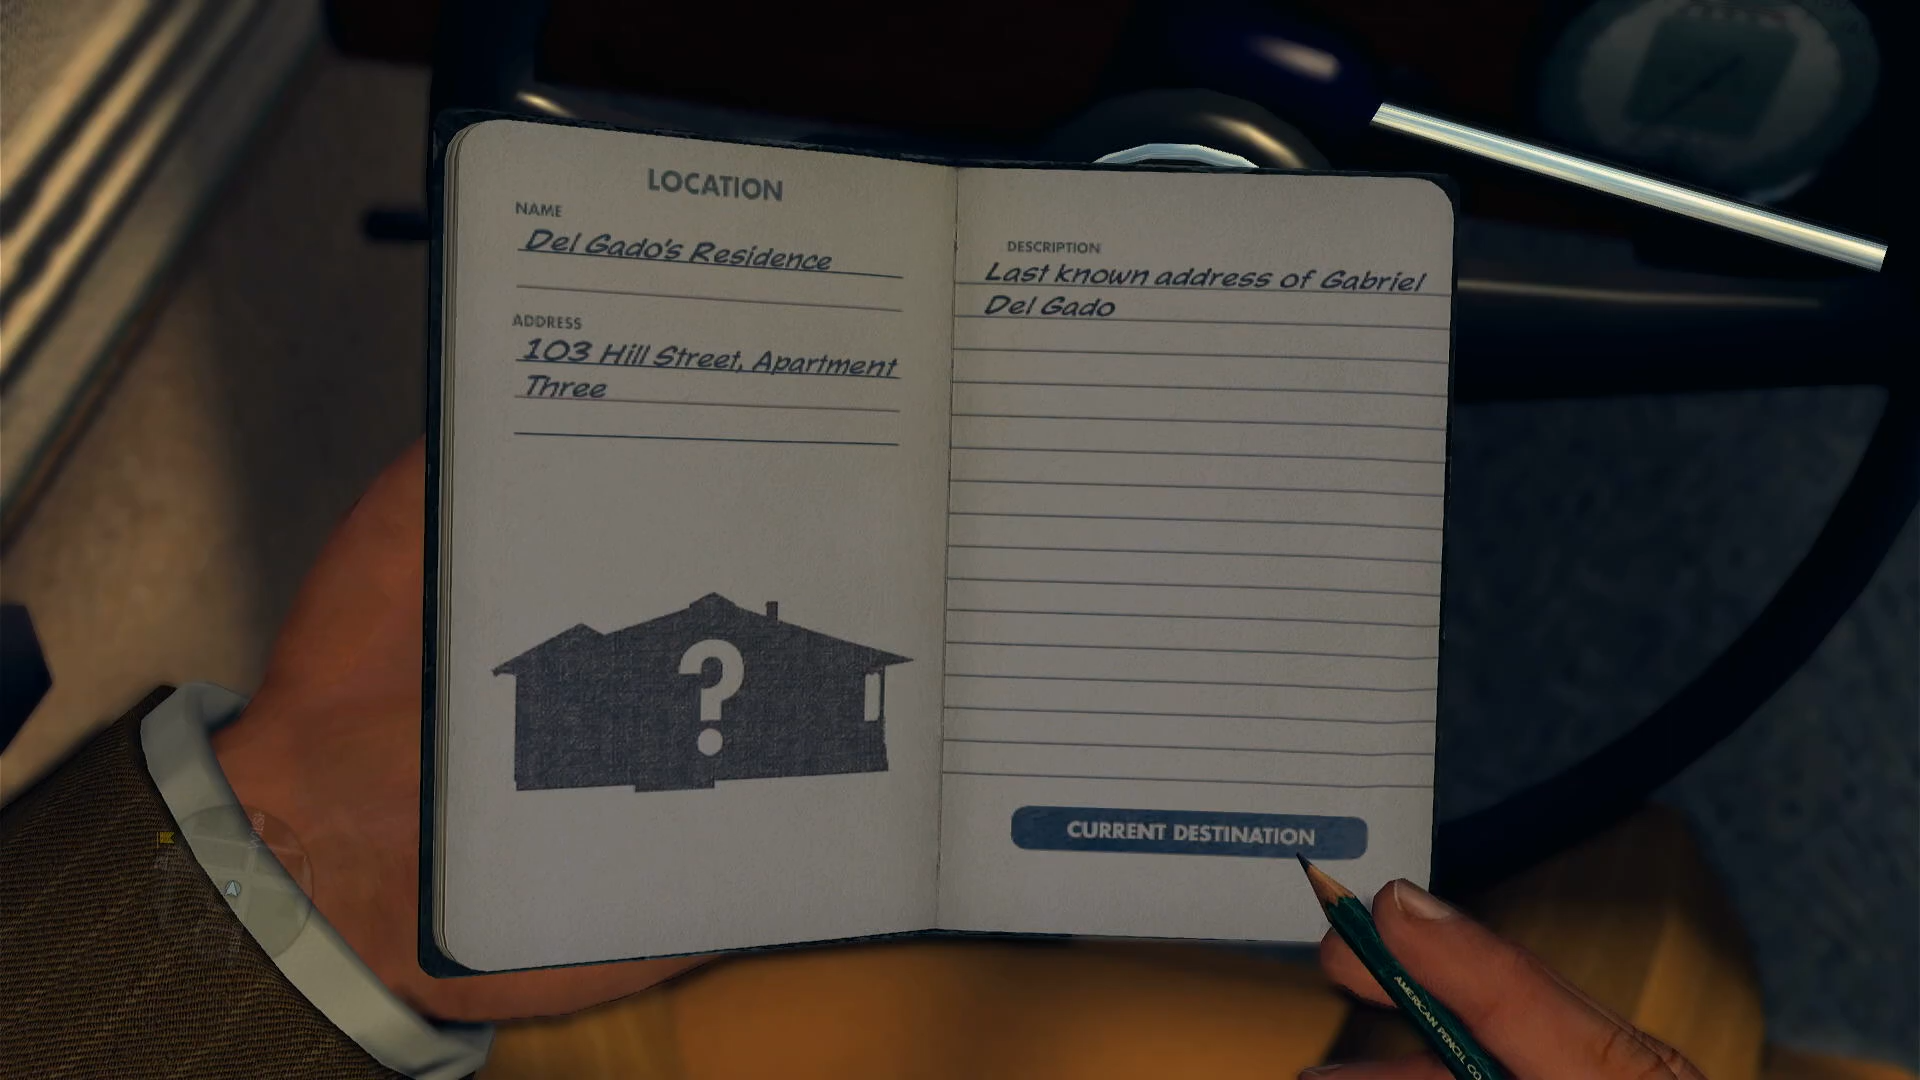 LOCATION
NAME
Del Gado's Residence
ADDRESS
103 Hill Street, Apartment
Three
?
DESCRIPTION
Last known address of Gabriel
Del Gado
CURRENT DESTINATION
AMERICAN PENCIL CO.